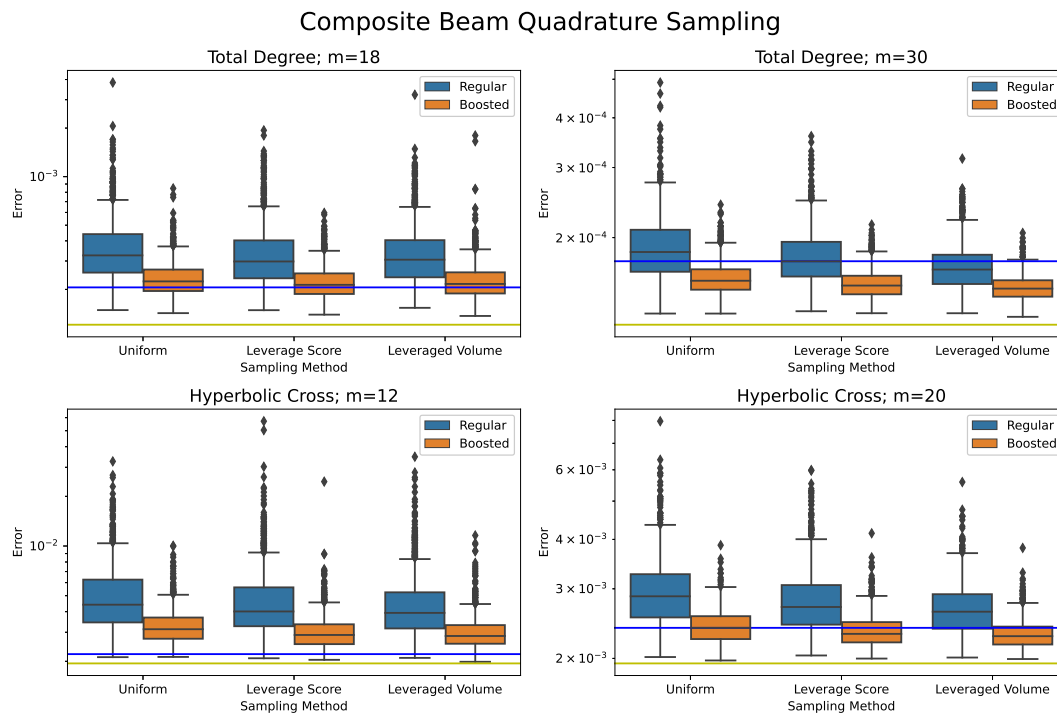 Composite Beam Quadrature Sampling
Total Degree; m=18
Regular
Boosted
10⁻³
Error
Uniform
Leverage Score
Leveraged Volume
Sampling Method
Total Degree; m=30
Regular
Boosted
4 × 10⁻⁴
2 × 10⁻⁴
Error
Uniform
Leverage Score
Leveraged Volume
Sampling Method
Hyperbolic Cross; m=12
Regular
Boosted
10⁻²
Error
Uniform
Leverage Score
Leveraged Volume
Sampling Method
Hyperbolic Cross; m=20
Regular
Boosted
6 × 10⁻³
4 × 10⁻³
3 × 10⁻³
2 × 10⁻³
Error
Uniform
Leverage Score
Leveraged Volume
Sampling Method